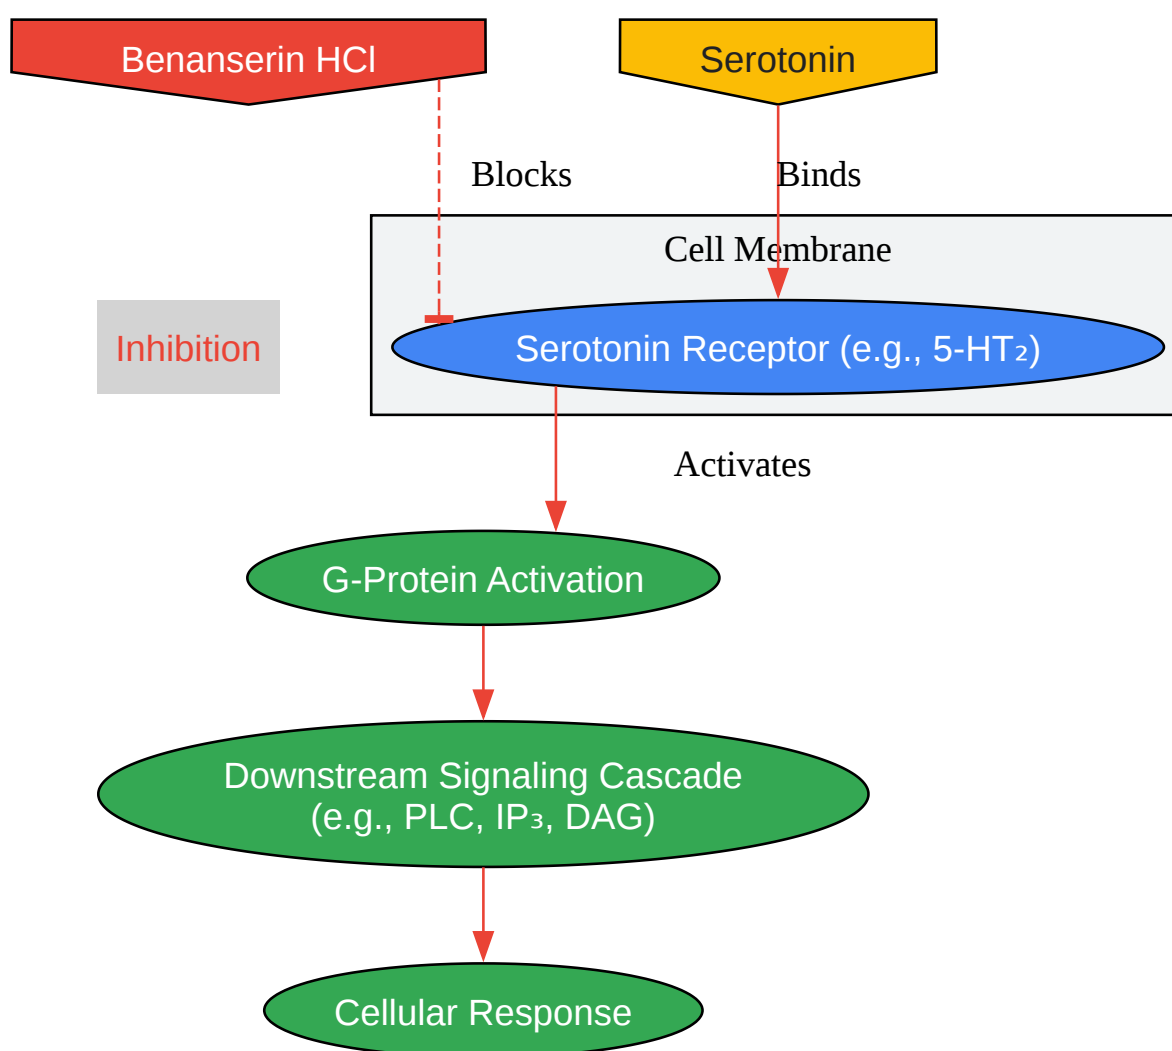 Benanserin HCl
Serotonin
Blocks
Binds
Cell Membrane
Inhibition
Serotonin Receptor (e.g., 5-HT₂)
Activates
G-Protein Activation
Downstream Signaling Cascade
(e.g., PLC, IP₃, DAG)
Cellular Response